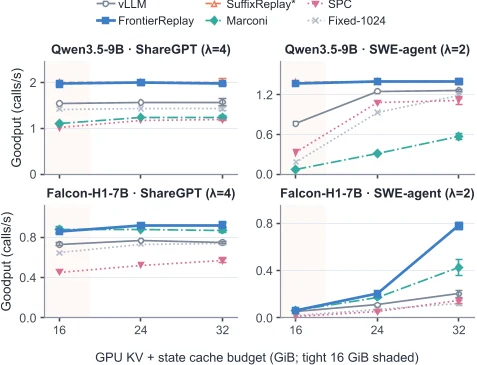 vLLM SuffixReplay* SPC
FrontierReplay Marconi Fixed-1024
Qwen3.5-9B · ShareGPT (λ=4) Qwen3.5-9B · SWE-agent (λ=2)
Goodput (calls/s)
2
1
0
1.2
0.6
0.0
Falcon-H1-7B · ShareGPT (λ=4) Falcon-H1-7B · SWE-agent (λ=2)
Goodput (calls/s)
0.8
0.4
0.0
0.8
0.4
0.0
16 24 32 16 24 32
GPU KV + state cache budget (GiB; tight 16 GiB shaded)